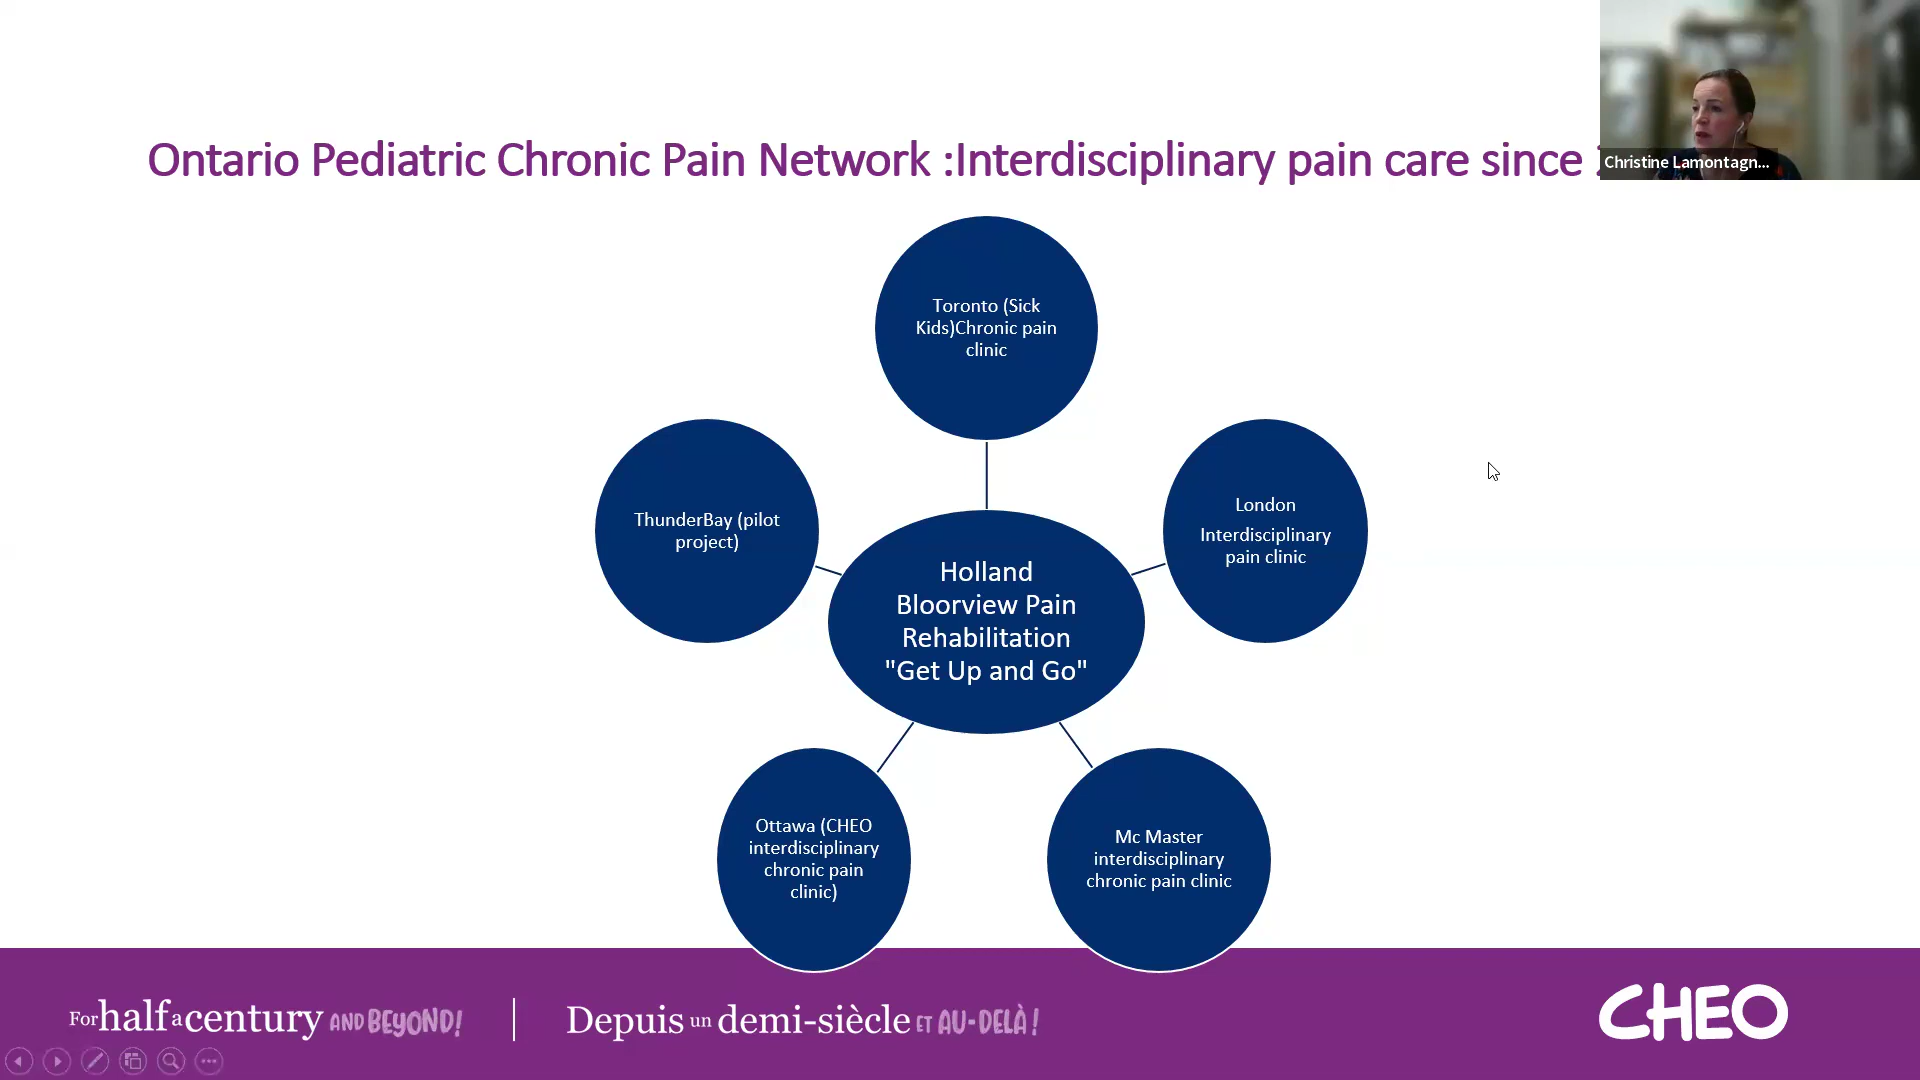 Ontario Pediatric Chronic Pain Network :Interdisciplinary pain care since
Christine Lamontagn...
Toronto (Sick
Kids)Chronic pain
clinic
ThunderBay (pilot
project)
London
Interdisciplinary
pain clinic
Holland
Bloorview Pain
Rehabilitation
"Get Up and Go"
Ottawa (CHEO
interdisciplinary
chronic pain
clinic)
Mc Master
interdisciplinary
chronic pain clinic
For half a century AND BEYOND!
Depuis un demi-siècle ET AU-DELÀ!
CHEO